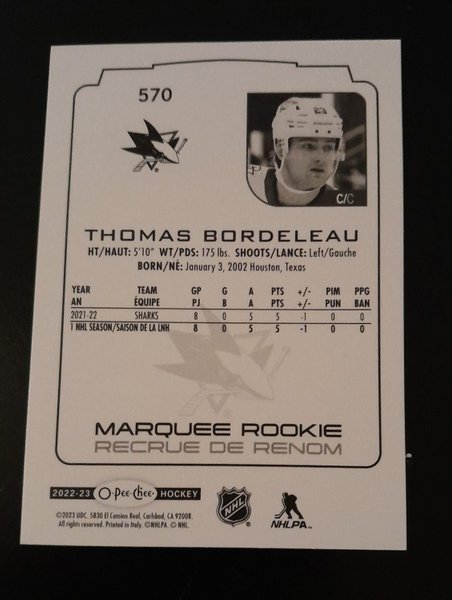 570
23
C/C
THOMAS BORDELEAU
HT/HAUT: 5'10" WT/PDS: 175 lbs. SHOOTS/LANCE: Left/Gauche
BORN/NÉ: January 3, 2002 Houston, Texas
YEAR TEAM GP G A PTS +/- PIM PPG
AN ÉQUIPE PJ B A PTS +/- PUN BAN
2021-22 SHARKS 8 0 5 5 -1 0 0
1 NHL SEASON/SAISON DE LA LNH 8 0 5 5 -1 0 0
MARQUEE ROOKIE
RECRUE DE RENOM
2022-23 O-Pee-Chee HOCKEY
NHL
NHLPA
©2023 UDC. 5830 El Camino Real, Carlsbad, CA 92008.
All rights reserved. Printed in Italy. ©NHLPA. © NHL.